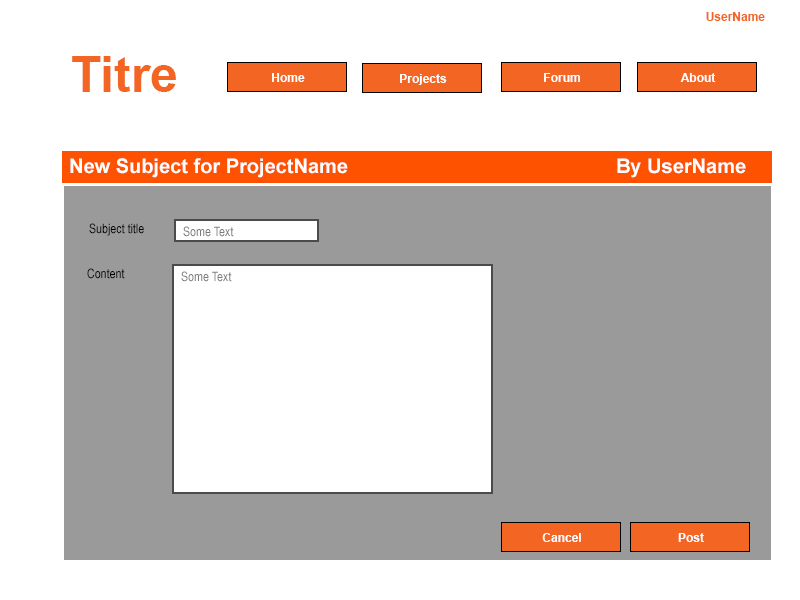 UserName
Titre
Home
Projects
Forum
About
New Subject for ProjectName
By UserName
Subject title
Some Text
Content
Some Text
Cancel
Post